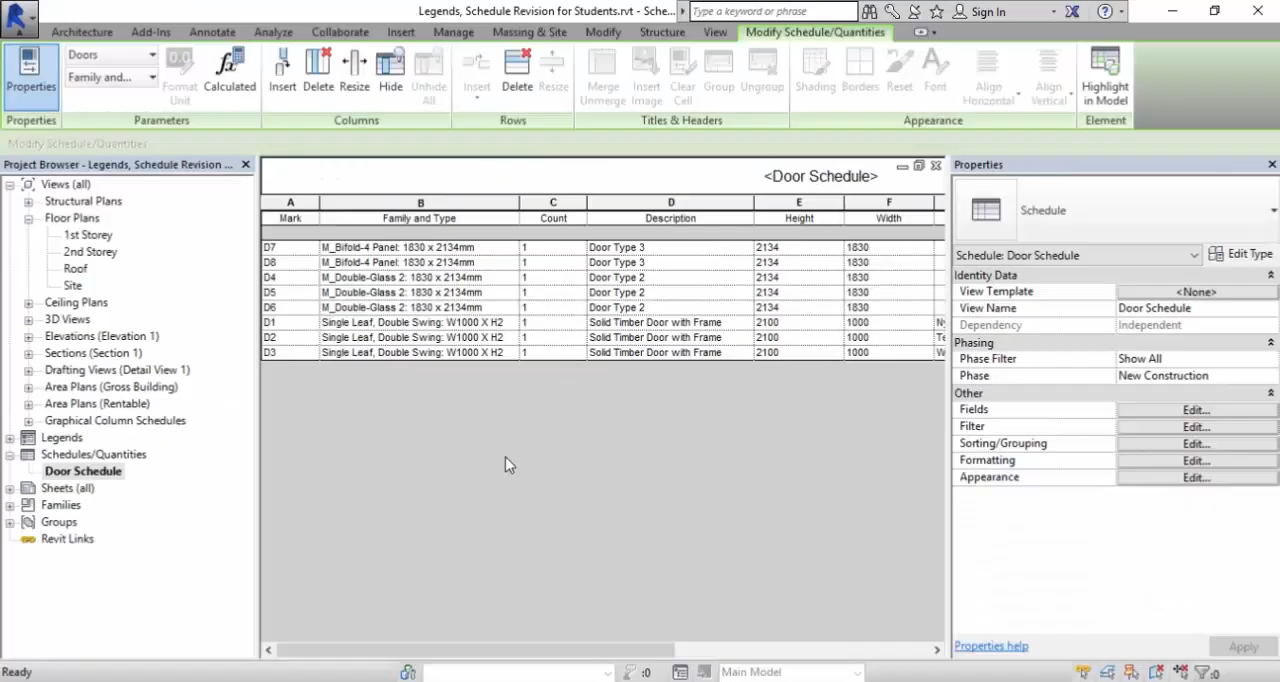 Legends, Schedule Revision for Students.rvt - Sche...
Type a keyword or phrase
Sign In
Architecture Add-Ins Annotate Analyze Collaborate Insert Manage Massing & Site Modify Structure View Modify Schedule/Quantities
Properties
Doors
Family and...
Format Unit
Calculated
Insert Delete Resize Hide Unhide All
Insert Delete Resize
Merge Unmerge Insert Image Clear Cell Group Ungroup
Shading Borders Reset Font Align Horizontal Align Vertical
Highlight in Model
Properties Parameters Columns Rows Titles & Headers Appearance Element
Modify Schedule/Quantities
Project Browser - Legends, Schedule Revision ...
Views (all)
Structural Plans
Floor Plans
1st Storey
2nd Storey
Roof
Site
Ceiling Plans
3D Views
Elevations (Elevation 1)
Sections (Section 1)
Drafting Views (Detail View 1)
Area Plans (Gross Building)
Area Plans (Rentable)
Graphical Column Schedules
Legends
Schedules/Quantities
Door Schedule
Sheets (all)
Families
Groups
Revit Links
<Door Schedule>
A B C D E F
Mark Family and Type Count Description Height Width
D7 M_Bifold-4 Panel: 1830 x 2134mm 1 Door Type 3 2134 1830
D8 M_Bifold-4 Panel: 1830 x 2134mm 1 Door Type 3 2134 1830
D4 M_Double-Glass 2: 1830 x 2134mm 1 Door Type 2 2134 1830
D5 M_Double-Glass 2: 1830 x 2134mm 1 Door Type 2 2134 1830
D6 M_Double-Glass 2: 1830 x 2134mm 1 Door Type 2 2134 1830
D1 Single Leaf, Double Swing: W1000 X H2 1 Solid Timber Door with Frame 2100 1000 Ny
D2 Single Leaf, Double Swing: W1000 X H2 1 Solid Timber Door with Frame 2100 1000 Te
D3 Single Leaf, Double Swing: W1000 X H2 1 Solid Timber Door with Frame 2100 1000 W
Properties
Schedule
Schedule: Door Schedule Edit Type
Identity Data
View Template <None>
View Name Door Schedule
Dependency Independent
Phasing
Phase Filter Show All
Phase New Construction
Other
Fields Edit...
Filter Edit...
Sorting/Grouping Edit...
Formatting Edit...
Appearance Edit...
Properties help
Apply
Ready
:0
Main Model
:0